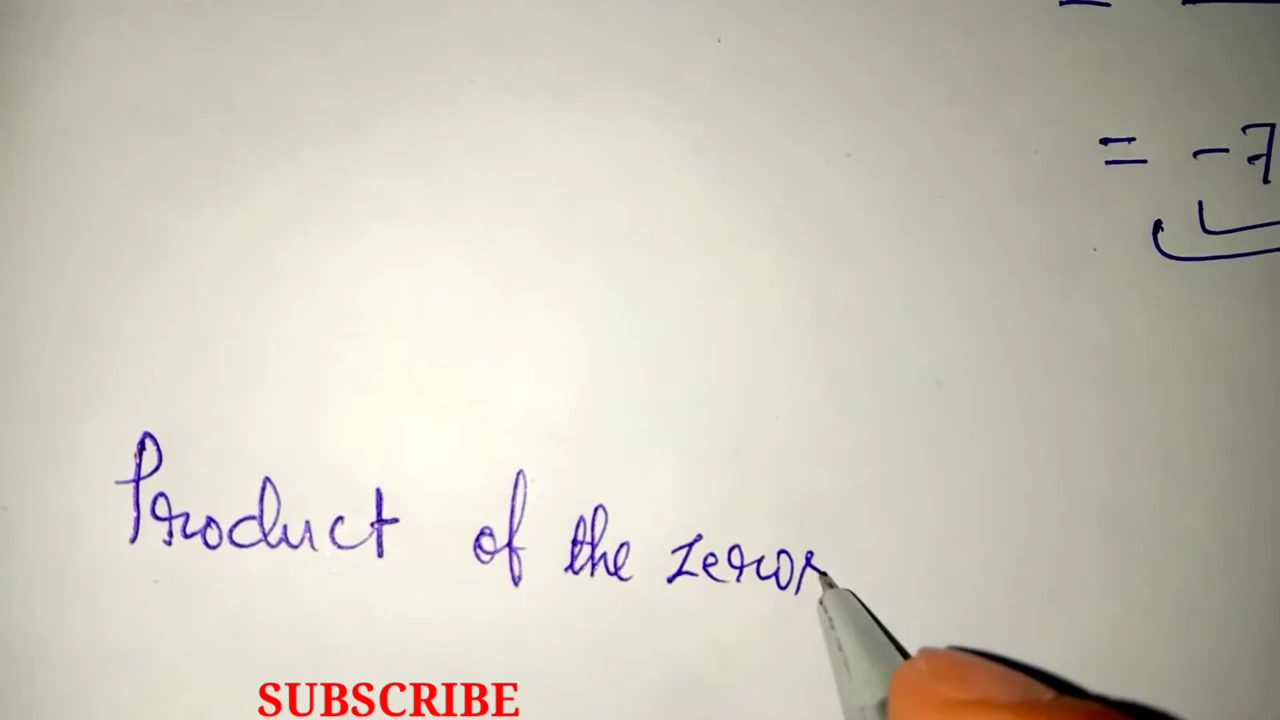 = -7
Product of the zeros
SUBSCRIBE